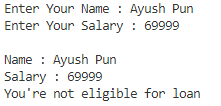 Enter Your Name : Ayush Pun
Enter Your Salary : 69999

Name : Ayush Pun
Salary : 69999
You're not eligible for loan